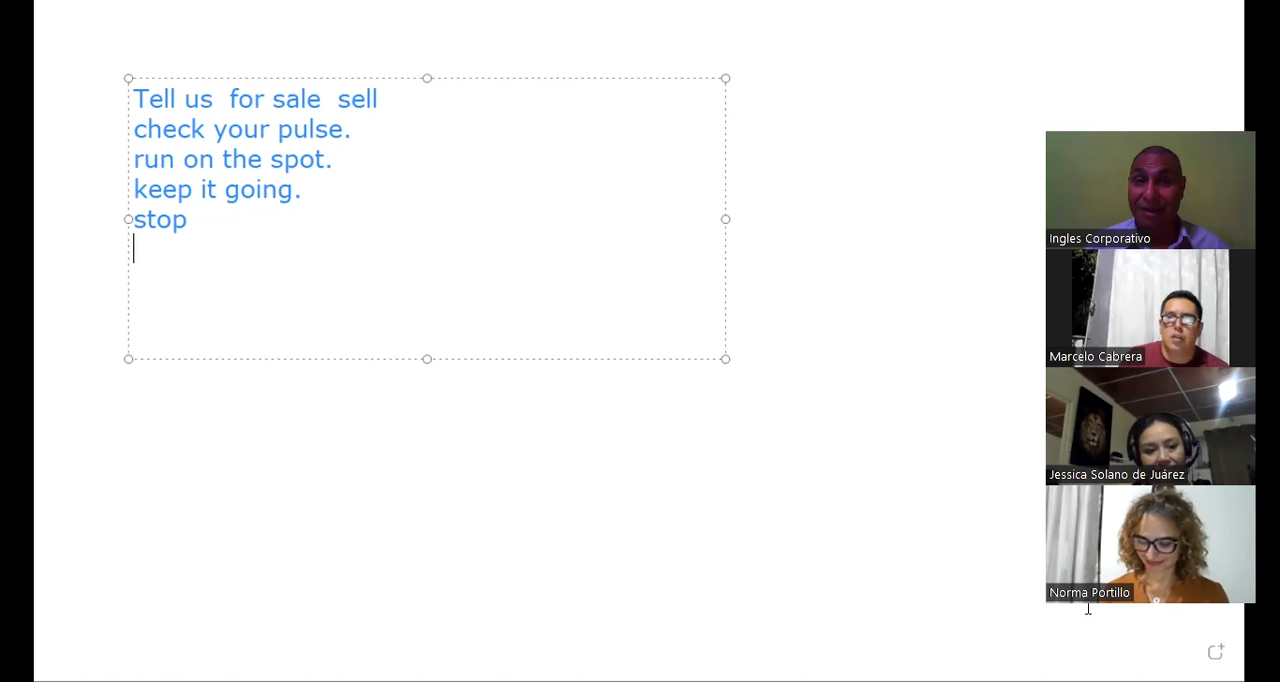 Tell us  for sale  sell
check your pulse.
run on the spot.
keep it going.
stop
Ingles Corporativo
Marcelo Cabrera
Jessica Solano de Juárez
Norma Portillo